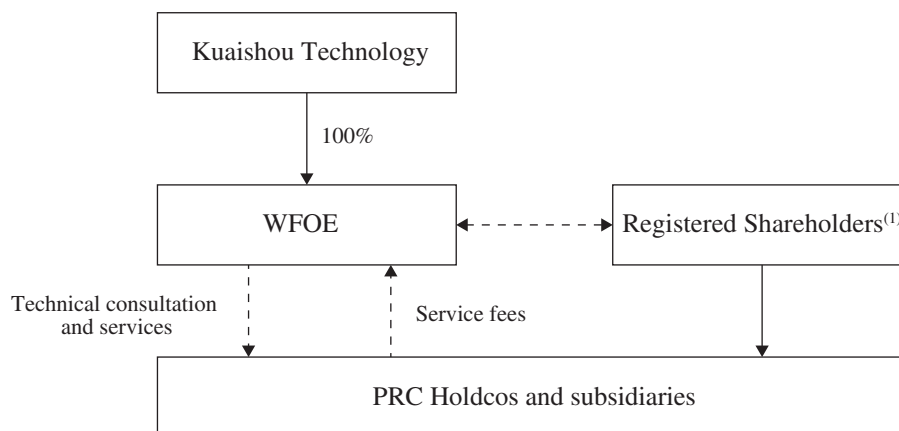 Kuaishou Technology
100%
WFOE
Registered Shareholders(1)
Technical consultation
and services
Service fees
PRC Holdcos and subsidiaries